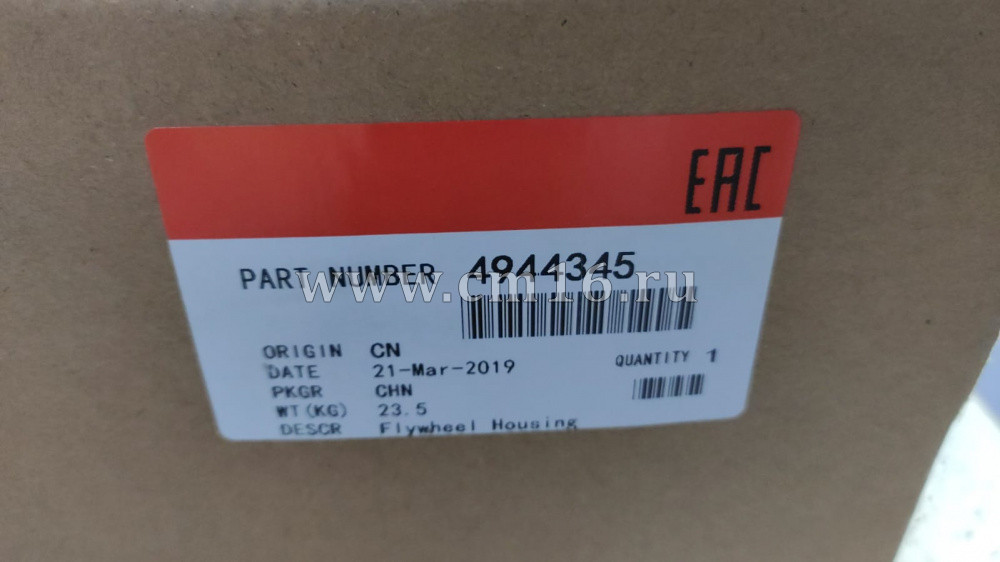 EAC
PART NUMBER 4944345
www.cm16.ru
ORIGIN CN
DATE 21-Mar-2019
QUANTITY 1
PKGR CHN
WT(KG) 23.5
DESCR Flywheel Housing